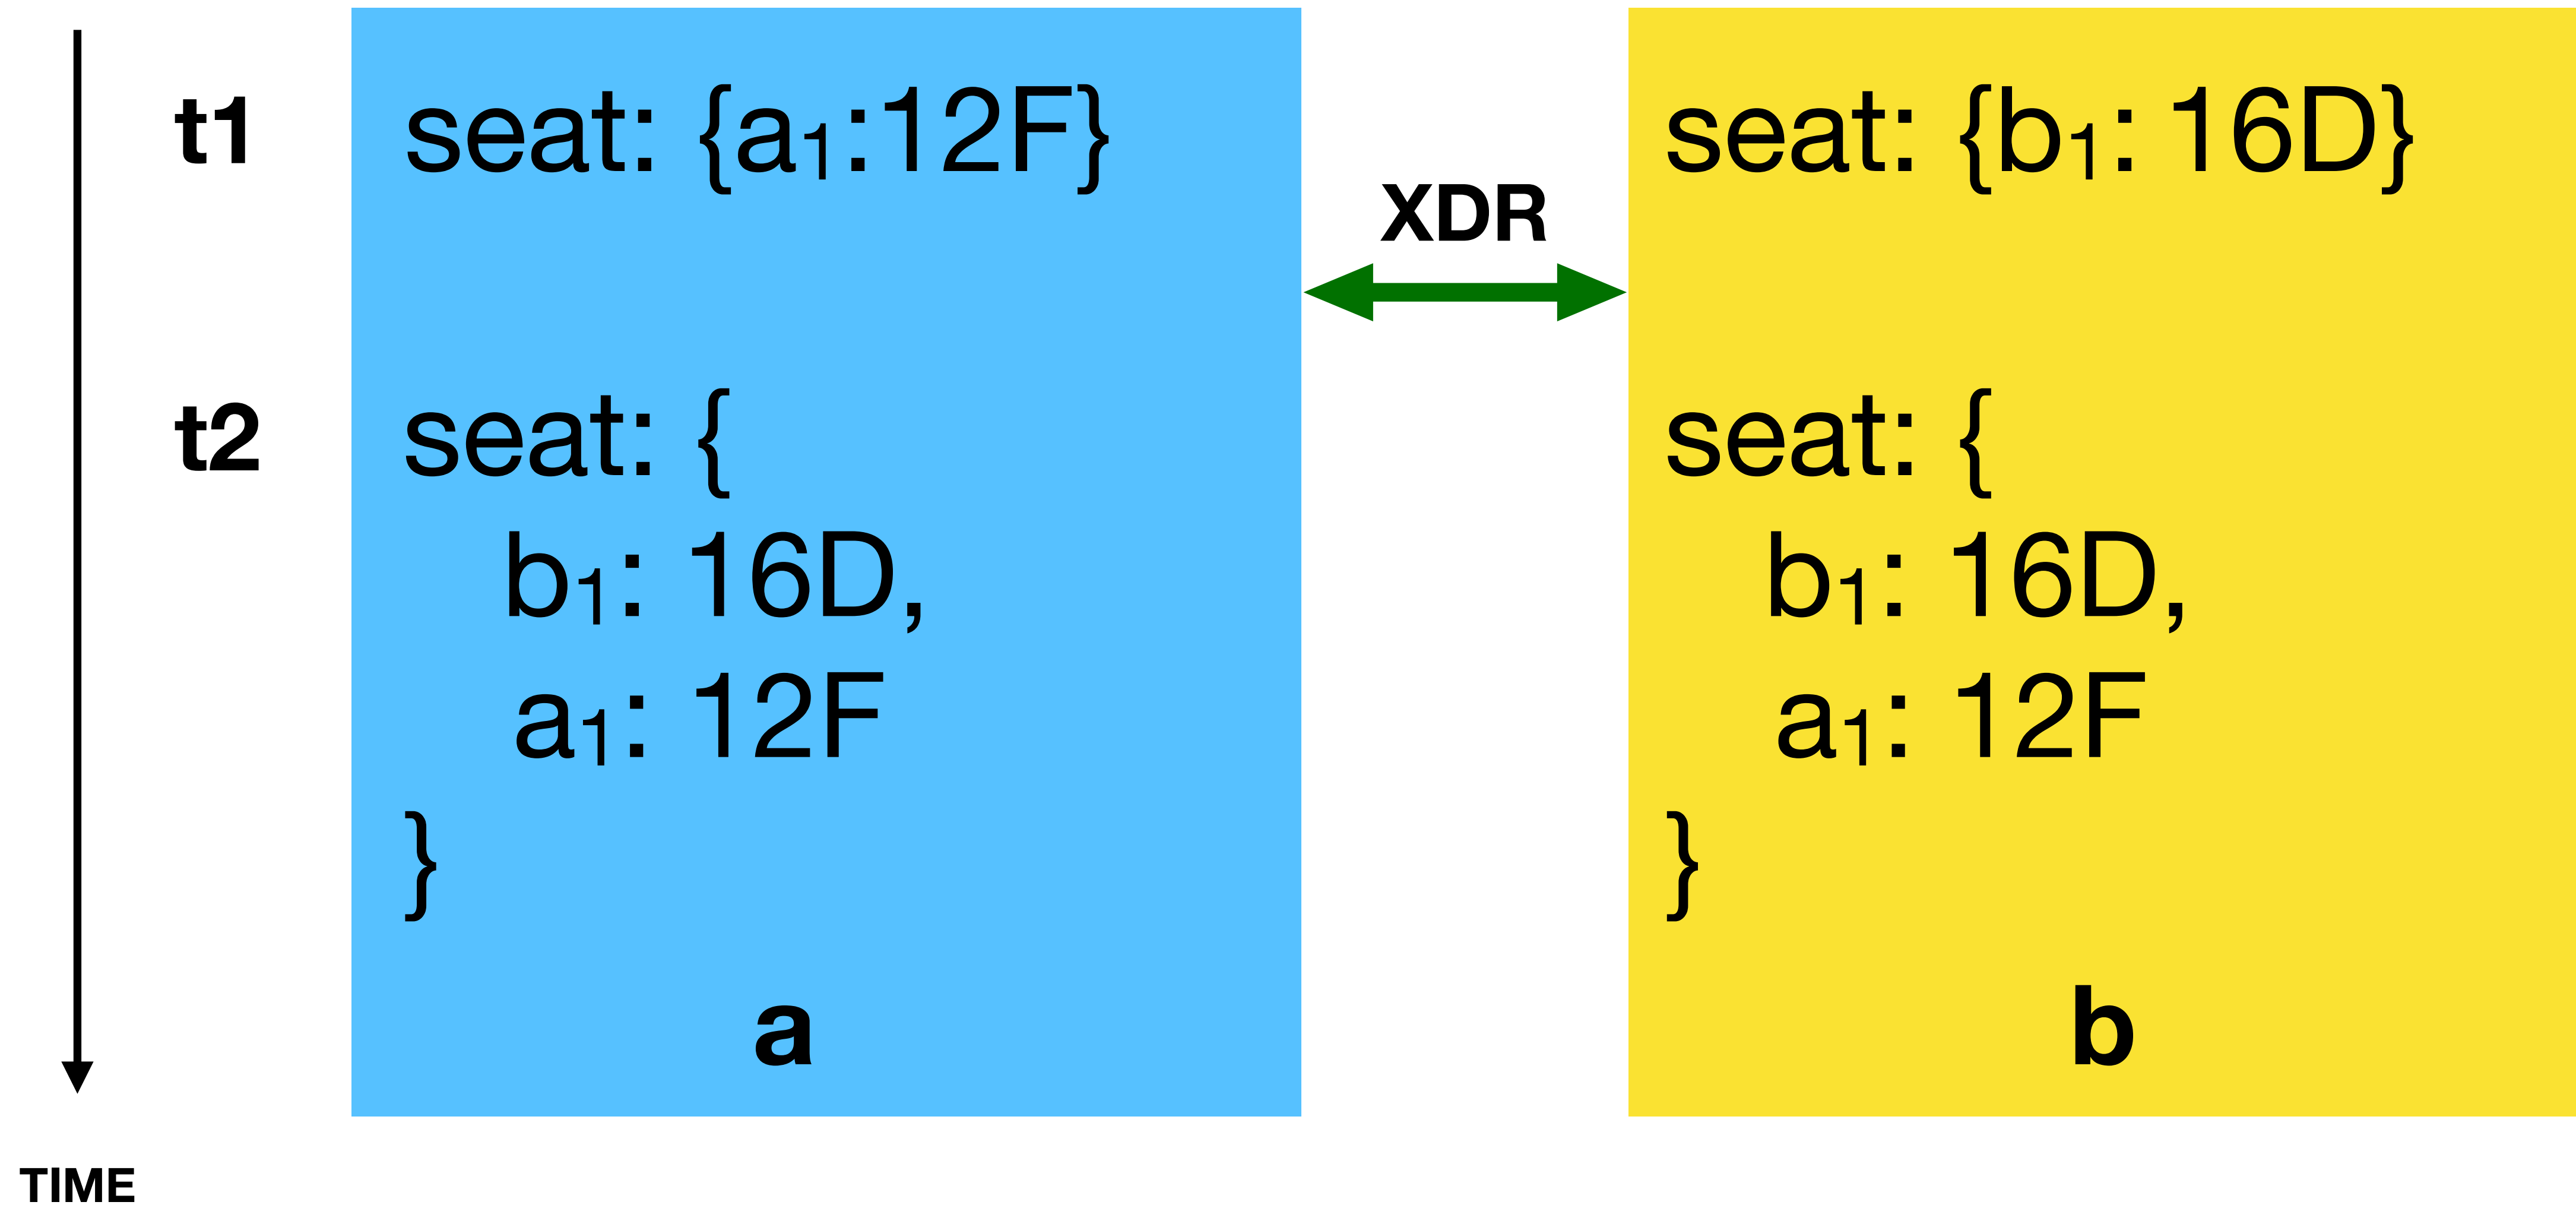 t1
seat: {a₁:12F}
XDR
seat: {b₁: 16D}
t2
seat: {
b₁: 16D,
a₁: 12F
}
a
seat: {
b₁: 16D,
a₁: 12F
}
b
TIME